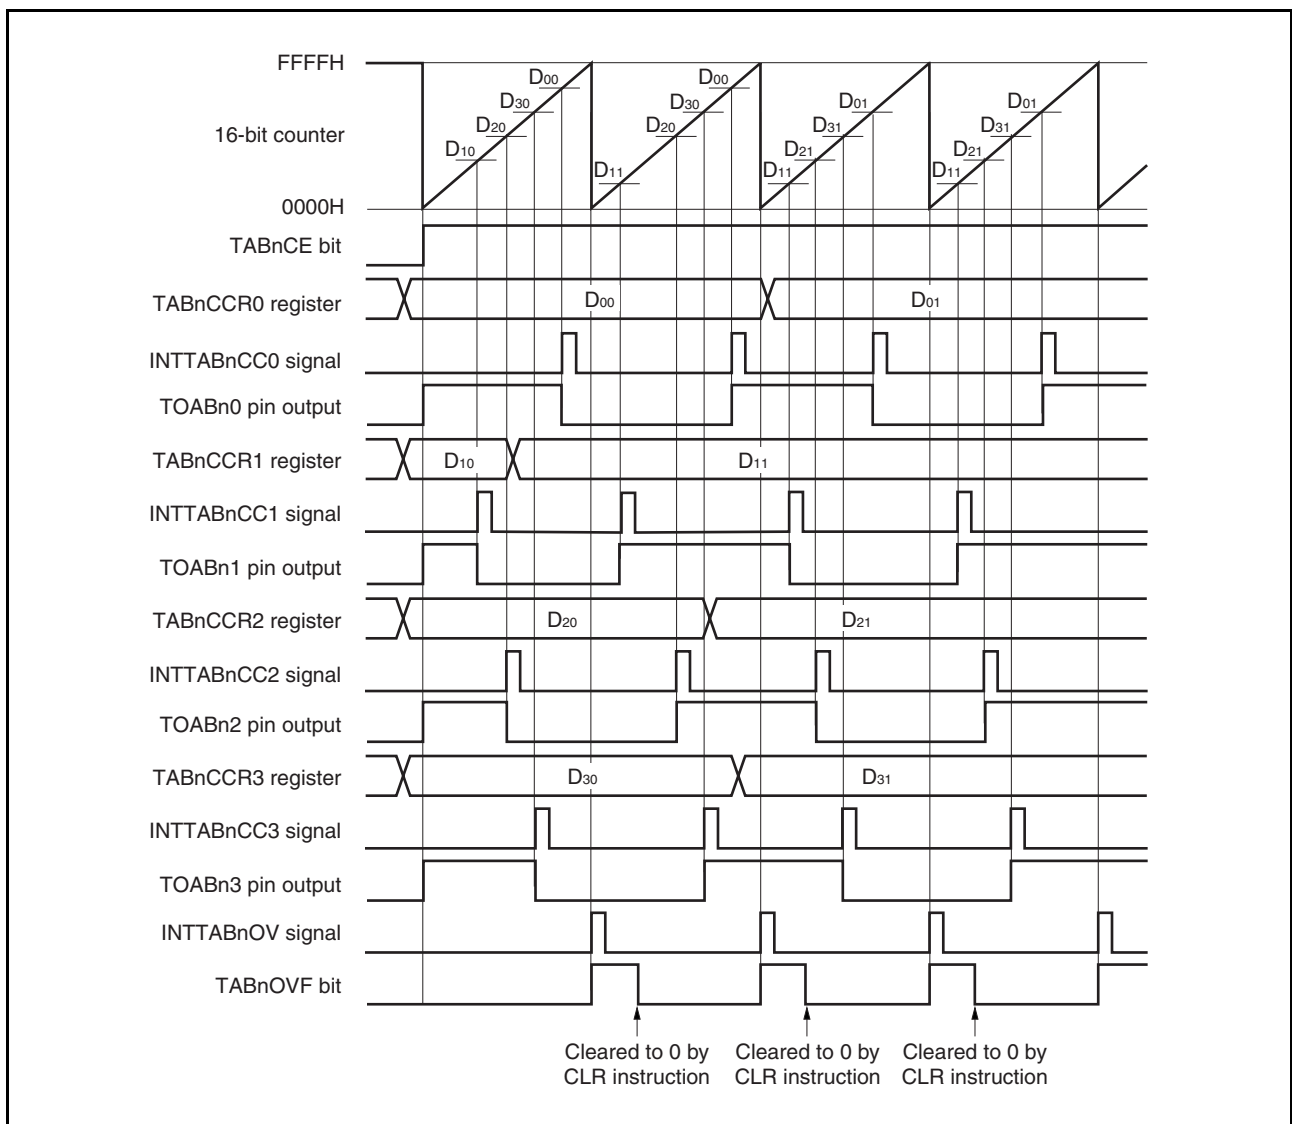 FFFFH
D00
D00
D30
D30
D01
D01
16-bit counter
D20
D20
D31
D31
D10
D21
D21
D11
D11
D11
0000H
TABnCE bit
TABnCCR0 register
D00
D01
INTTABnCC0 signal
TOABn0 pin output
TABnCCR1 register
D10
D11
INTTABnCC1 signal
TOABn1 pin output
TABnCCR2 register
D20
D21
INTTABnCC2 signal
TOABn2 pin output
TABnCCR3 register
D30
D31
INTTABnCC3 signal
TOABn3 pin output
INTTABnOV signal
TABnOVF bit
Cleared to 0 by
CLR instruction
Cleared to 0 by
CLR instruction
Cleared to 0 by
CLR instruction